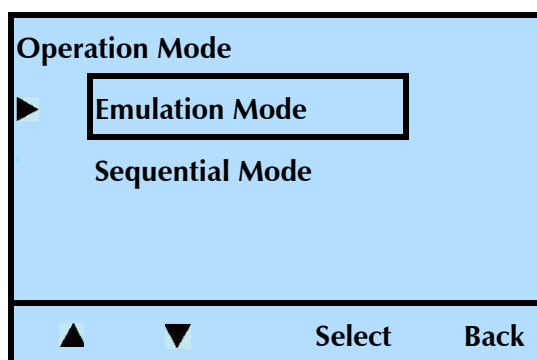 Operation Mode
Emulation Mode
Sequential Mode
Select Back